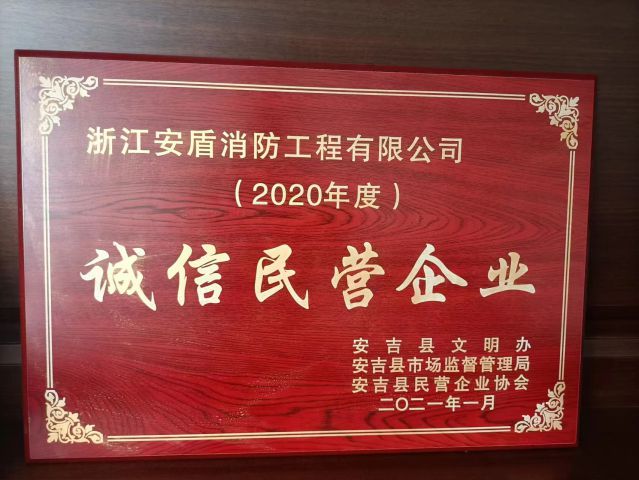 浙江安盾消防工程有限公司
（2020年度）
诚信民营企业
安吉县文明办
安吉县市场监督管理局
安吉县民营企业协会
二〇二一年一月